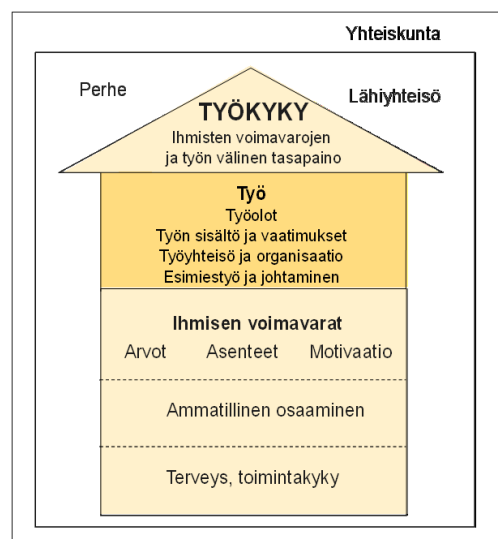 Yhteiskunta
Perhe
Lähiyhteisö
TYÖKYKY
Ihmisten voimavarojen
ja työn välinen tasapaino
Työ
Työolot
Työn sisältö ja vaatimukset
Työyhteisö ja organisaatio
Esimiestyö ja johtaminen
Ihmisen voimavarat
Arvot Asenteet Motivaatio
Ammatillinen osaaminen
Terveys, toimintakyky